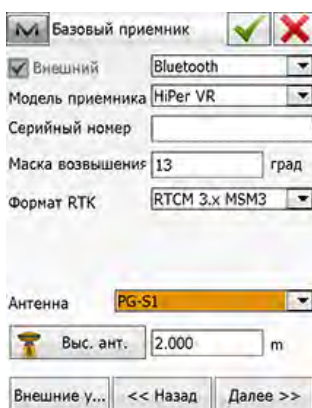 Базовый приемник
Внешний Bluetooth
Модель приемника HiPer VR
Серийный номер
Маска возвышения 13 град
Формат RTK RTCM 3.x MSM3
Антенна PG-S1
Выс. ант. 2.000 m
Внешние у... << Назад Далее >>